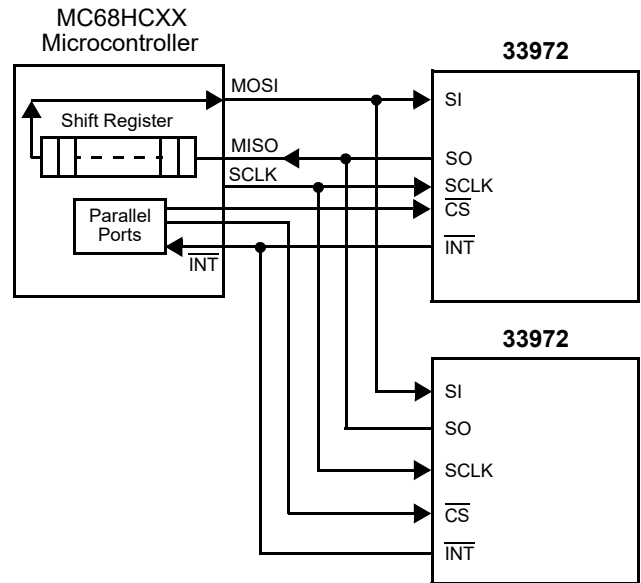 MC68HCXX
Microcontroller
33972
MOSI
SI
Shift Register
MISO
SO
SCLK
SCLK
CS
Parallel
Ports
INT
INT
33972
SI
SO
SCLK
CS
INT